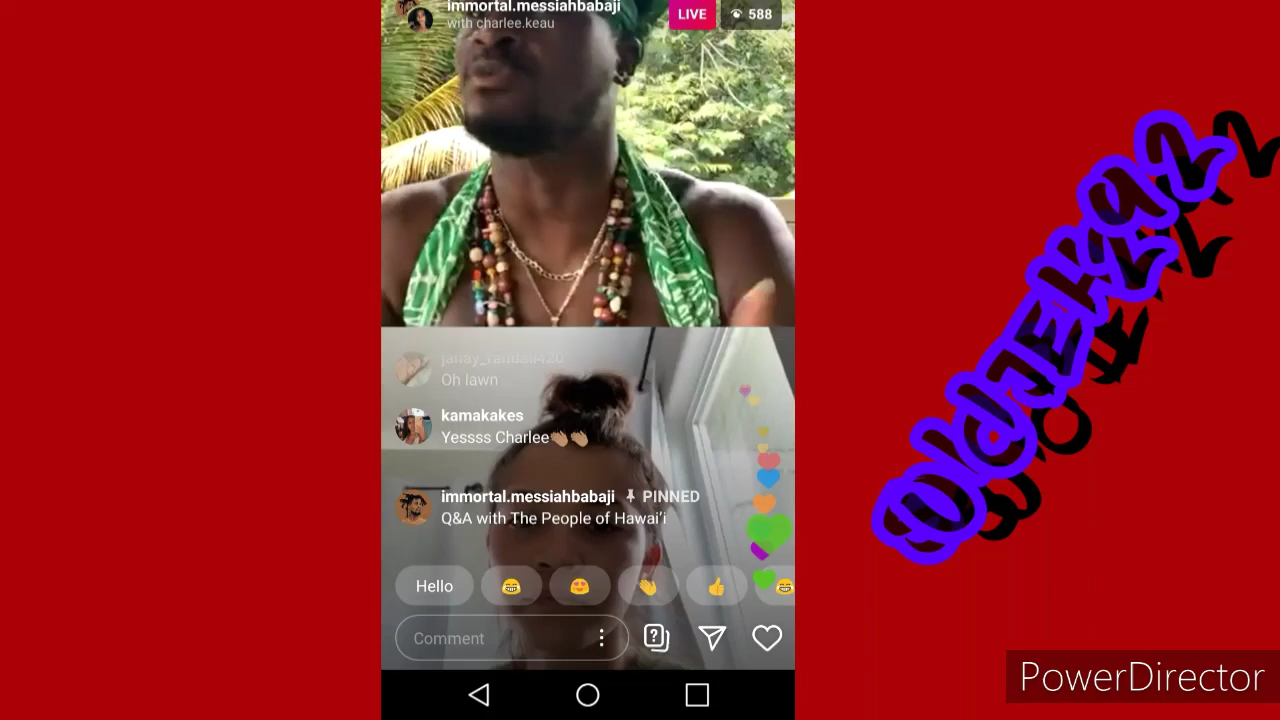 immortal.messiahbabaji
with charlee.keau
LIVE
588
janay_randall420
Oh lawn
kamakakes
Yessss Charlee👏🏼👏🏼
immortal.messiahbabaji PINNED
Q&A with The People of Hawai'i
Hello
Comment
PowerDirector